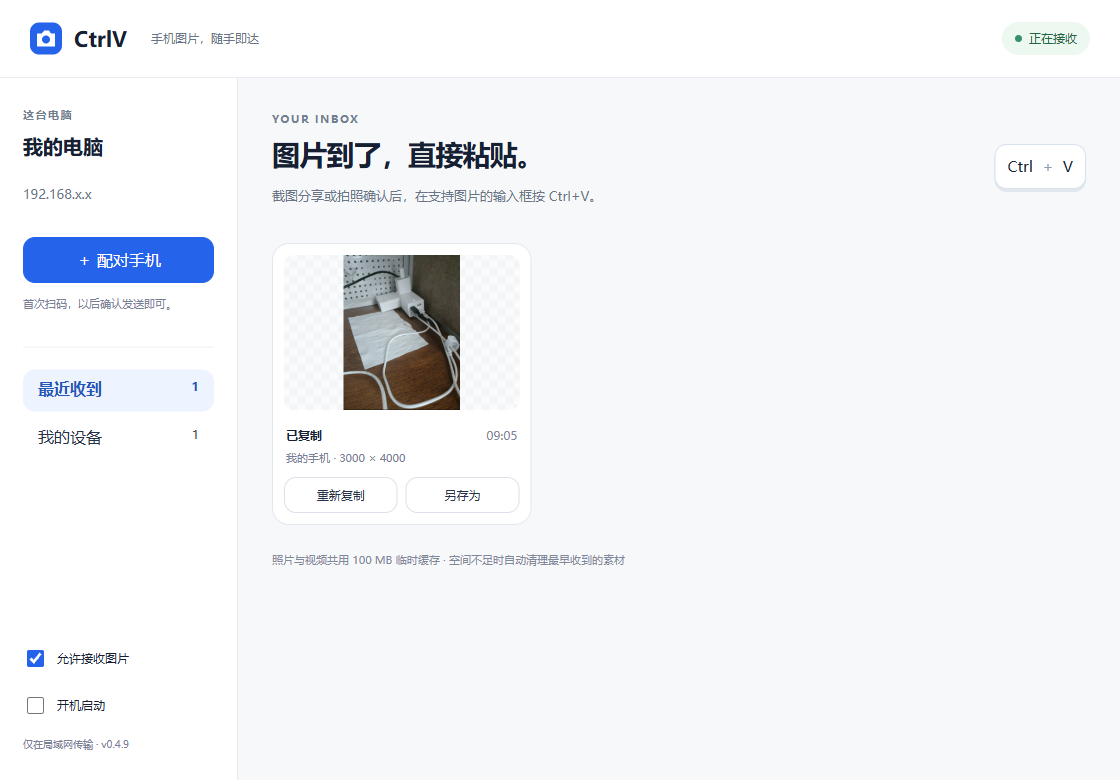 CtrlV
手机图片，随手即达
正在接收
这台电脑
我的电脑
192.168.x.x
+ 配对手机
首次扫码，以后确认发送即可。
最近收到 1
我的设备 1
允许接收图片
开机启动
仅在局域网传输 · v0.4.9
YOUR INBOX
图片到了，直接粘贴。
截图分享或拍照确认后，在支持图片的输入框按 Ctrl+V。
Ctrl + V
已复制 09:05
我的手机 · 3000 × 4000
重新复制 另存为
照片与视频共用 100 MB 临时缓存 · 空间不足时自动清理最早收到的素材